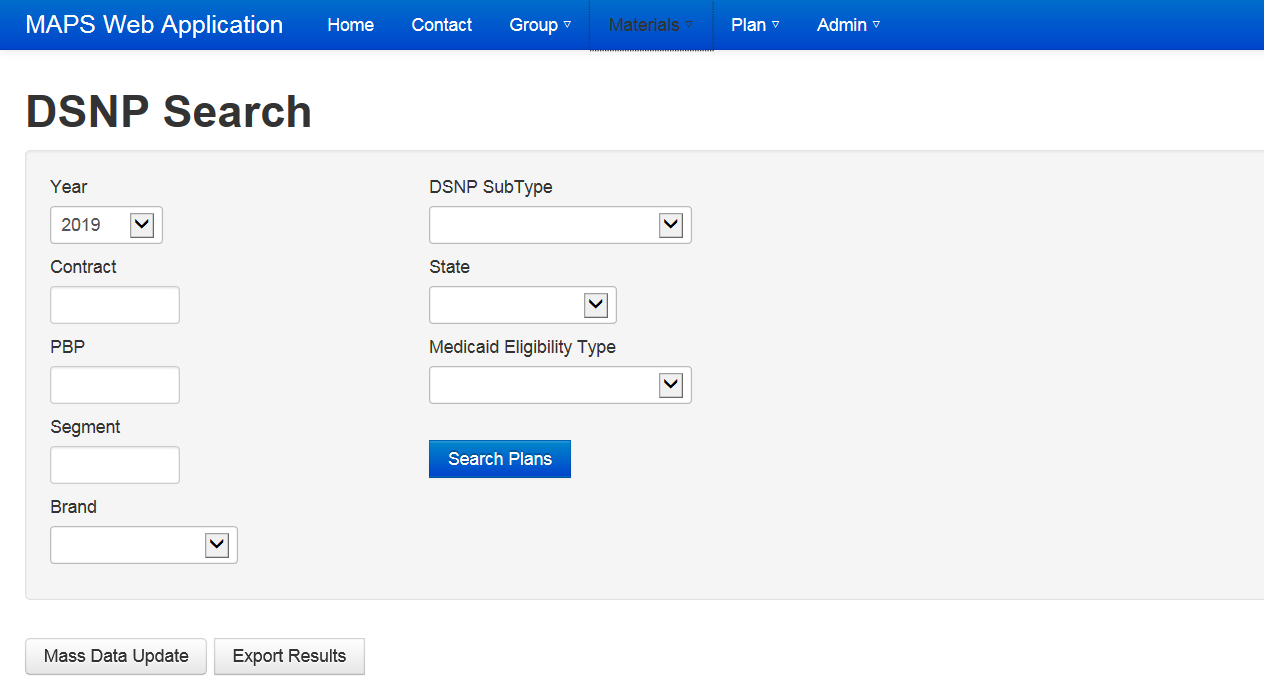 MAPS Web Application Home Contact Group ▿ Materials ▿ Plan ▿ Admin ▿
DSNP Search
Year DSNP SubType
2019
Contract State
PBP Medicaid Eligibility Type
Segment
Search Plans
Brand
Mass Data Update Export Results